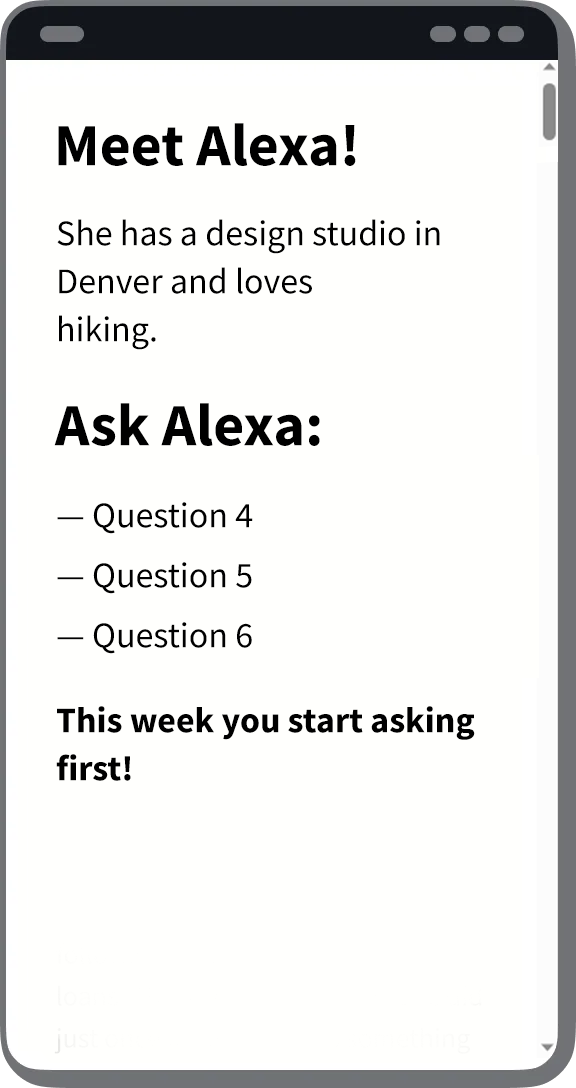 Meet Alexa!
She has a design studio in
Denver and loves
hiking.
Ask Alexa:
— Question 4
— Question 5
— Question 6
This week you start asking
first!